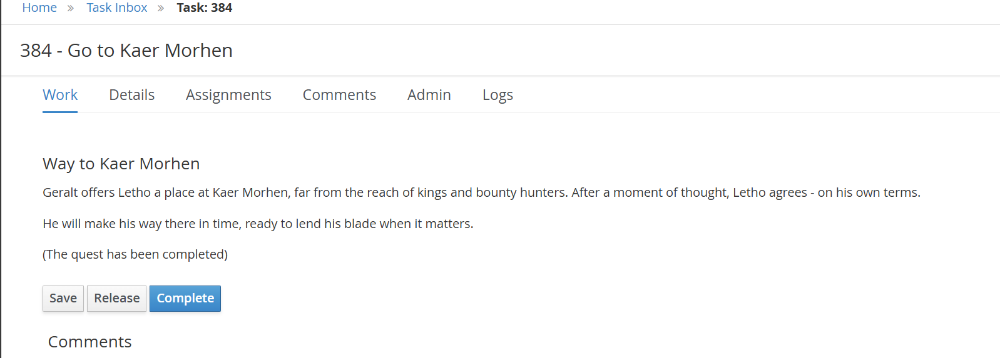 Home » Task Inbox » Task: 384
384 - Go to Kaer Morhen
Work Details Assignments Comments Admin Logs
Way to Kaer Morhen
Geralt offers Letho a place at Kaer Morhen, far from the reach of kings and bounty hunters. After a moment of thought, Letho agrees - on his own terms.
He will make his way there in time, ready to lend his blade when it matters.
(The quest has been completed)
Save Release Complete
Comments